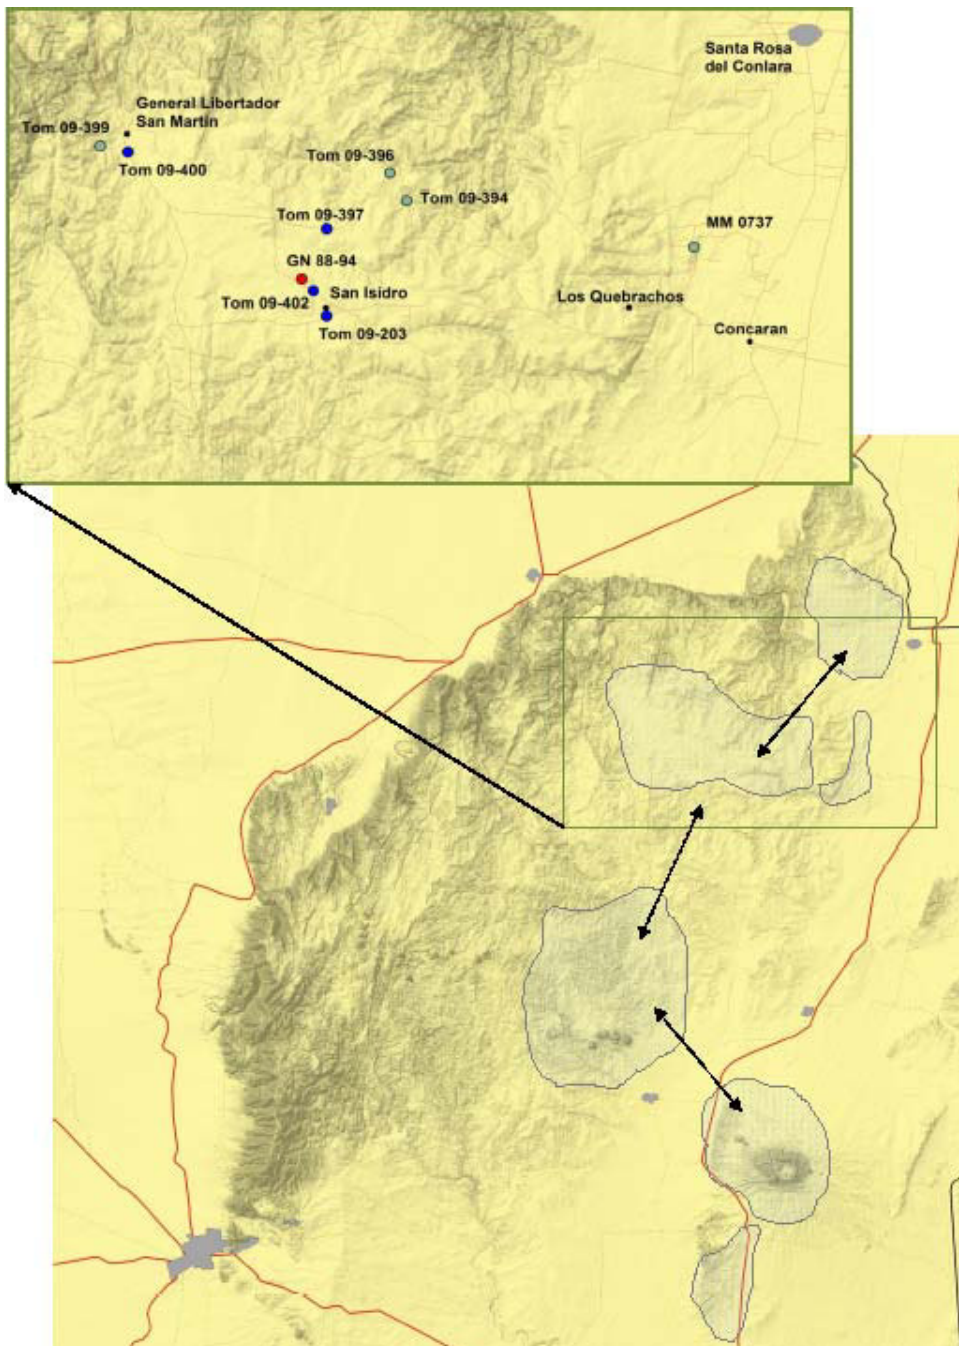 Santa Rosa
del Conlara
General Libertador
San Martín
Tom 09-399
Tom 09-400
Tom 09-396
Tom 09-394
Tom 09-397
MM 0737
GN 88-94
San Isidro
Tom 09-402
Los Quebrachos
Tom 09-203
Concaran